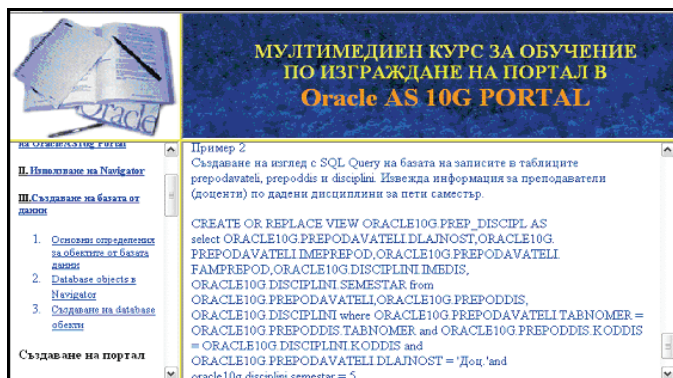 Oracle
МУЛТИМЕДИЕН КУРС ЗА ОБУЧЕНИЕ
ПО ИЗГРАЖДАНЕ НА ПОРТАЛ В
Oracle AS 10G PORTAL
на OracleAS10g Portal
II. Използване на Navigator
III.Създаване на базата от
данни
1. Основни определения
за обектите от базата
данни
2. Database objects в
Navigator
3. Създаване на database
обекти
Създаване на портал
Пример 2
Създаване на изглед с SQL Query на базата на записите в таблиците
prepodavateli, prepoddis и disciplini. Извежда информация за преподаватели
(доценти) по дадени дисциплини за пети саместър.
CREATE OR REPLACE VIEW ORACLE10G.PREP_DISCIPL AS
select ORACLE10G.PREPODAVATELI.DLAJNOST,ORACLE10G.
PREPODAVATELI.IMEPREPOD,ORACLE10G.PREPODAVATELI.
FAMPREPOD,ORACLE10G.DISCIPLINI.IMEDIS,
ORACLE10G.DISCIPLINI.SEMESTAR from
ORACLE10G.PREPODAVATELI,ORACLE10G.PREPODDIS,
ORACLE10G.DISCIPLINI where ORACLE10G.PREPODAVATELI.TABNOMER =
ORACLE10G.PREPODDIS.TABNOMER and ORACLE10G.PREPODDIS.KODDIS
= ORACLE10G.DISCIPLINI.KODDIS and
ORACLE10G.PREPODAVATELI.DLAJNOST = 'Доц.'and
oracle10g.disciplini.semestar = 5